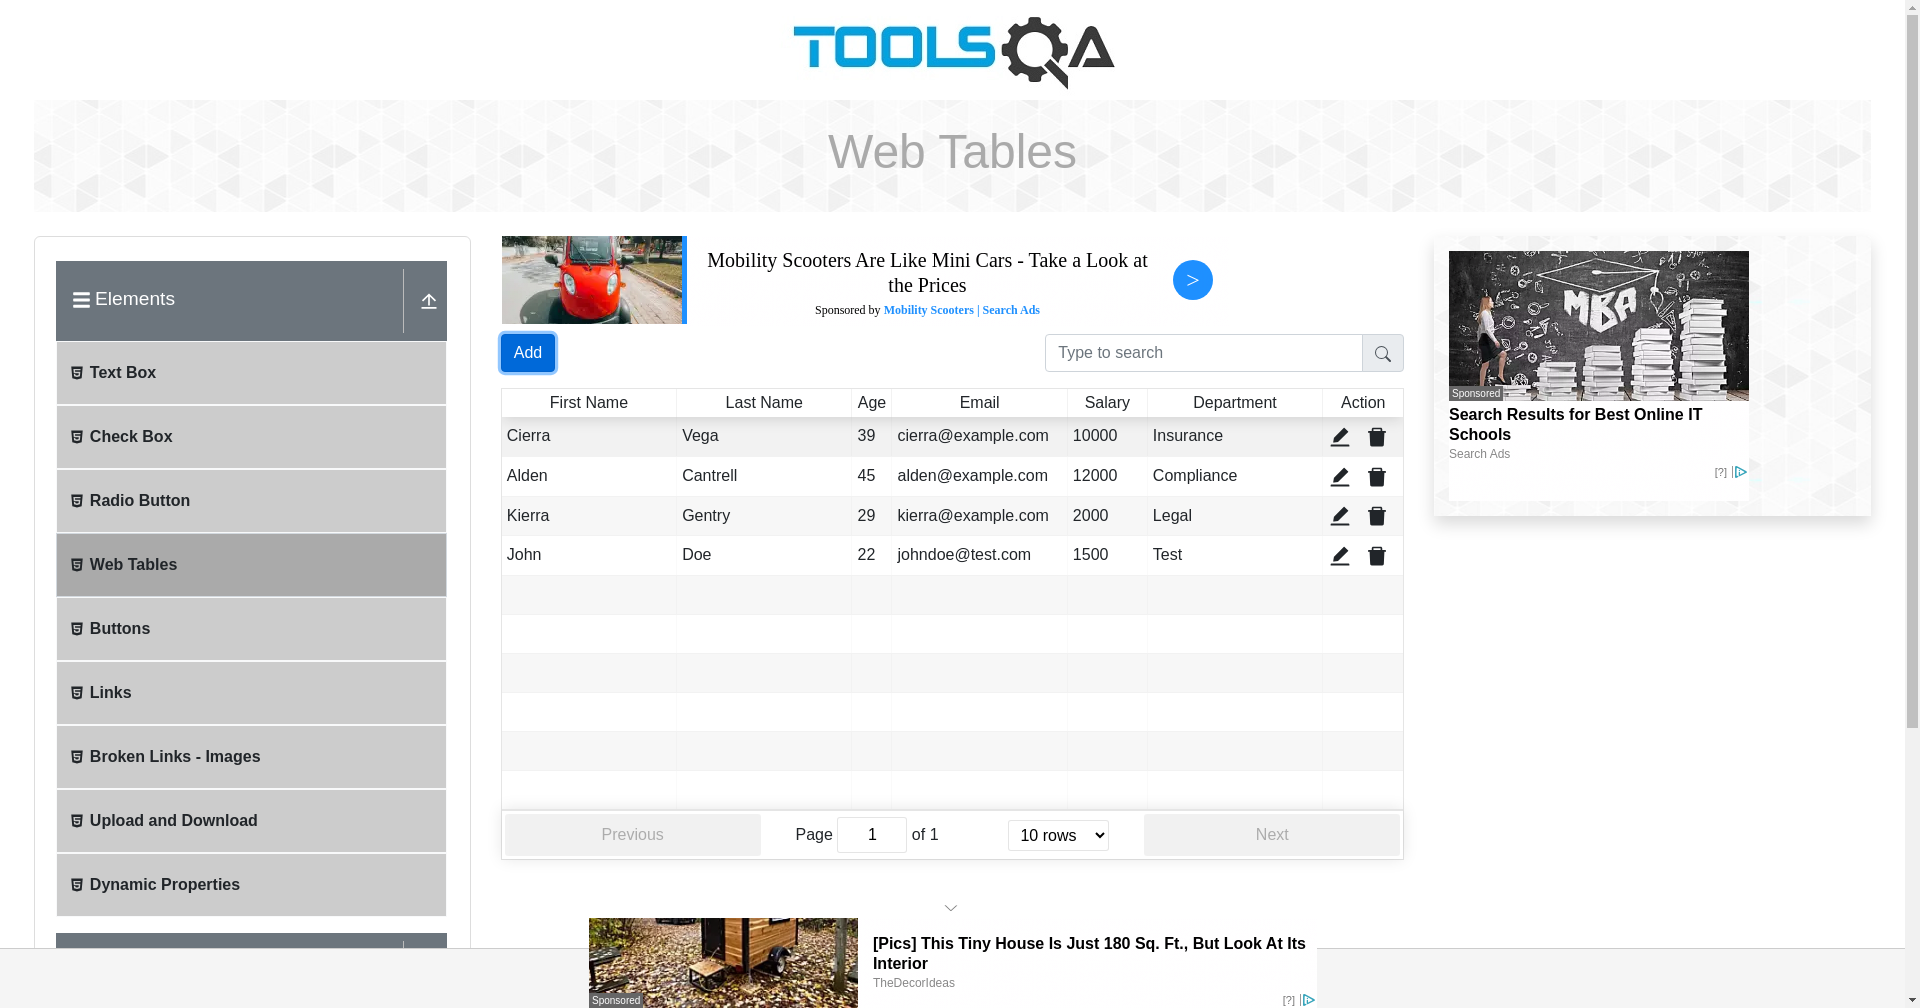 TOOLSQA
Web Tables
Elements
Text Box
Check Box
Radio Button
Web Tables
Buttons
Links
Broken Links - Images
Upload and Download
Dynamic Properties
Mobility Scooters Are Like Mini Cars - Take a Look at
the Prices
Sponsored by Mobility Scooters | Search Ads
>
Add
Type to search
First Name Last Name Age Email Salary Department Action
Cierra Vega 39 cierra@example.com 10000 Insurance
Alden Cantrell 45 alden@example.com 12000 Compliance
Kierra Gentry 29 kierra@example.com 2000 Legal
John Doe 22 johndoe@test.com 1500 Test
Previous Page 1 of 1 10 rows Next
MBA
Sponsored
Search Results for Best Online IT
Schools
Search Ads
[?]
[Pics] This Tiny House Is Just 180 Sq. Ft., But Look At Its
Interior
TheDecorIdeas
Sponsored
[?]